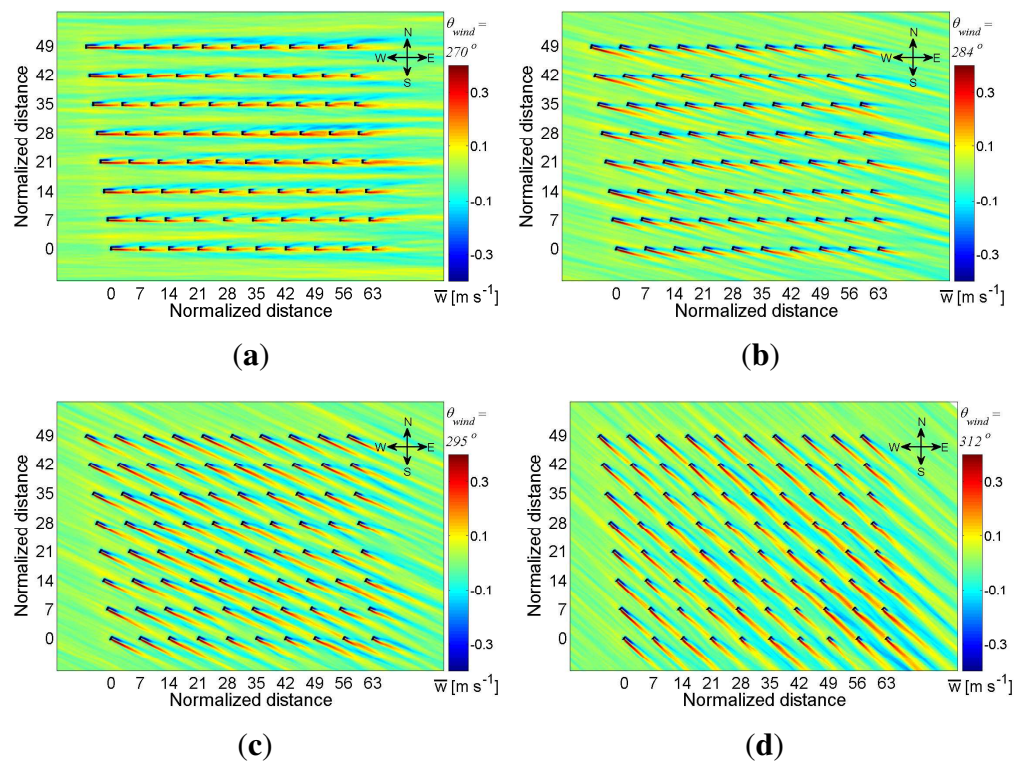 θwind =
270 o
N
W E
S
49
42
35
28
21
14
7
0
Normalized distance
0.3
0.1
-0.1
-0.3
0 7 14 21 28 35 42 49 56 63
w̅ [m s-1]
Normalized distance
(a)
θwind =
284 o
N
W E
S
49
42
35
28
21
14
7
0
Normalized distance
0.3
0.1
-0.1
-0.3
0 7 14 21 28 35 42 49 56 63
w̅ [m s-1]
Normalized distance
(b)
θwind =
295 o
N
W E
S
49
42
35
28
21
14
7
0
Normalized distance
0.3
0.1
-0.1
-0.3
0 7 14 21 28 35 42 49 56 63
w̅ [m s-1]
Normalized distance
(c)
θwind =
312 o
N
W E
S
49
42
35
28
21
14
7
0
Normalized distance
0.3
0.1
-0.1
-0.3
0 7 14 21 28 35 42 49 56 63
w̅ [m s-1]
Normalized distance
(d)